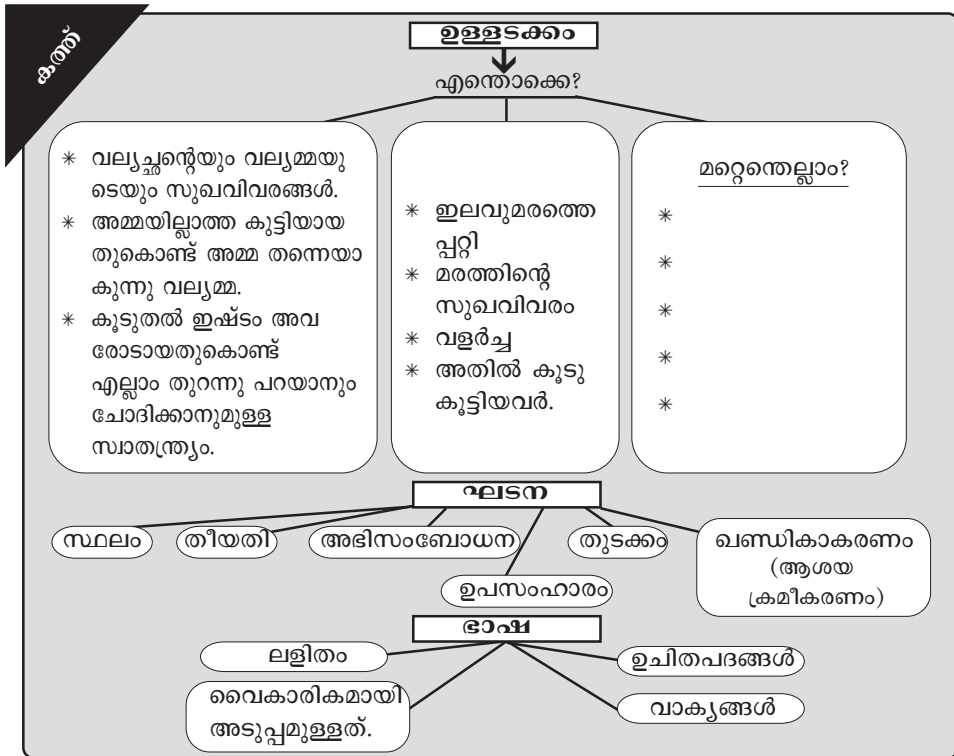 കത്ത്
ഉള്ളടക്കം
എന്തൊക്കെ?
* വല്യച്ഛന്റെയും വല്യമ്മയു
ടെയും സുഖവിവരങ്ങൾ.
* അമ്മയില്ലാത്ത കുട്ടിയായ
തുകൊണ്ട് അമ്മ തന്നെയാ
കുന്നു വല്യമ്മ.
* കൂടുതൽ ഇഷ്ടം അവ
രോടായതുകൊണ്ട്
എല്ലാം തുറന്നു പറയാനും
ചോദിക്കാനുമുള്ള
സ്വാതന്ത്ര്യം.
* ഇലവുമരത്തെ
പ്പറ്റി
* മരത്തിന്റെ
സുഖവിവരം
* വളർച്ച
* അതിൽ കൂടു
കൂട്ടിയവർ.
മറ്റെന്തെല്ലാം?
*
*
*
*
*
ഘടന
സ്ഥലം
തീയതി
അഭിസംബോധന
തുടക്കം
ഖണ്ഡികാകരണം
(ആശയ
ക്രമീകരണം)
ഉപസംഹാരം
ഭാഷ
ലളിതം
ഉചിതപദങ്ങൾ
വൈകാരികമായി
അടുപ്പമുള്ളത്.
വാക്യങ്ങൾ